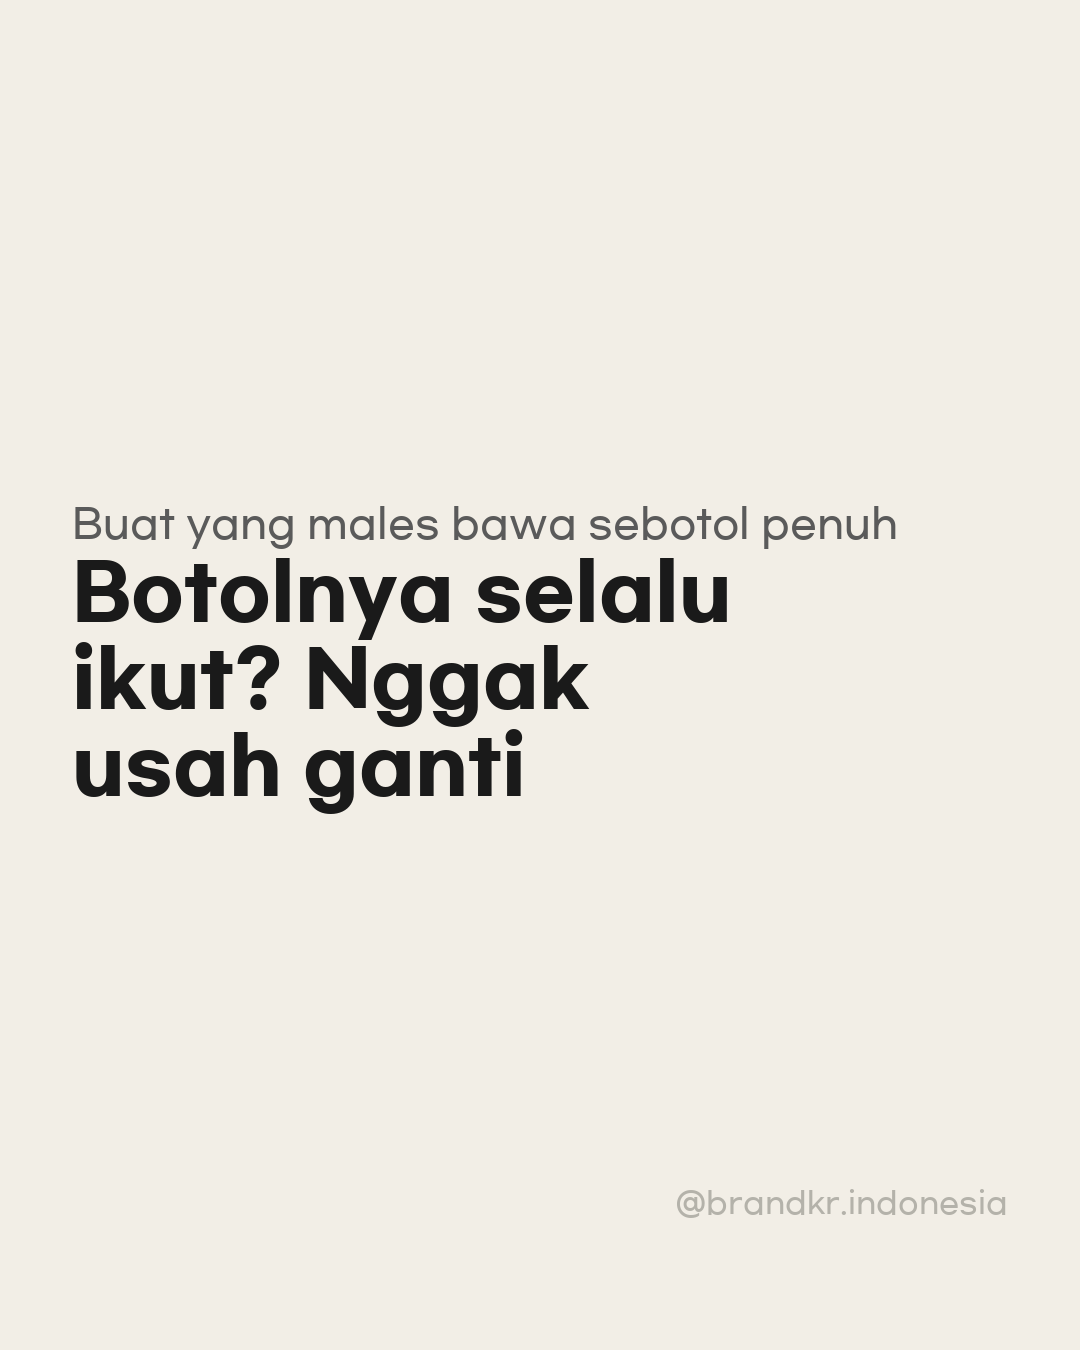 Buat yang males bawa sebotol penuh
Botolnya selalu
ikut? Nggak
usah ganti
@brandkr.indonesia